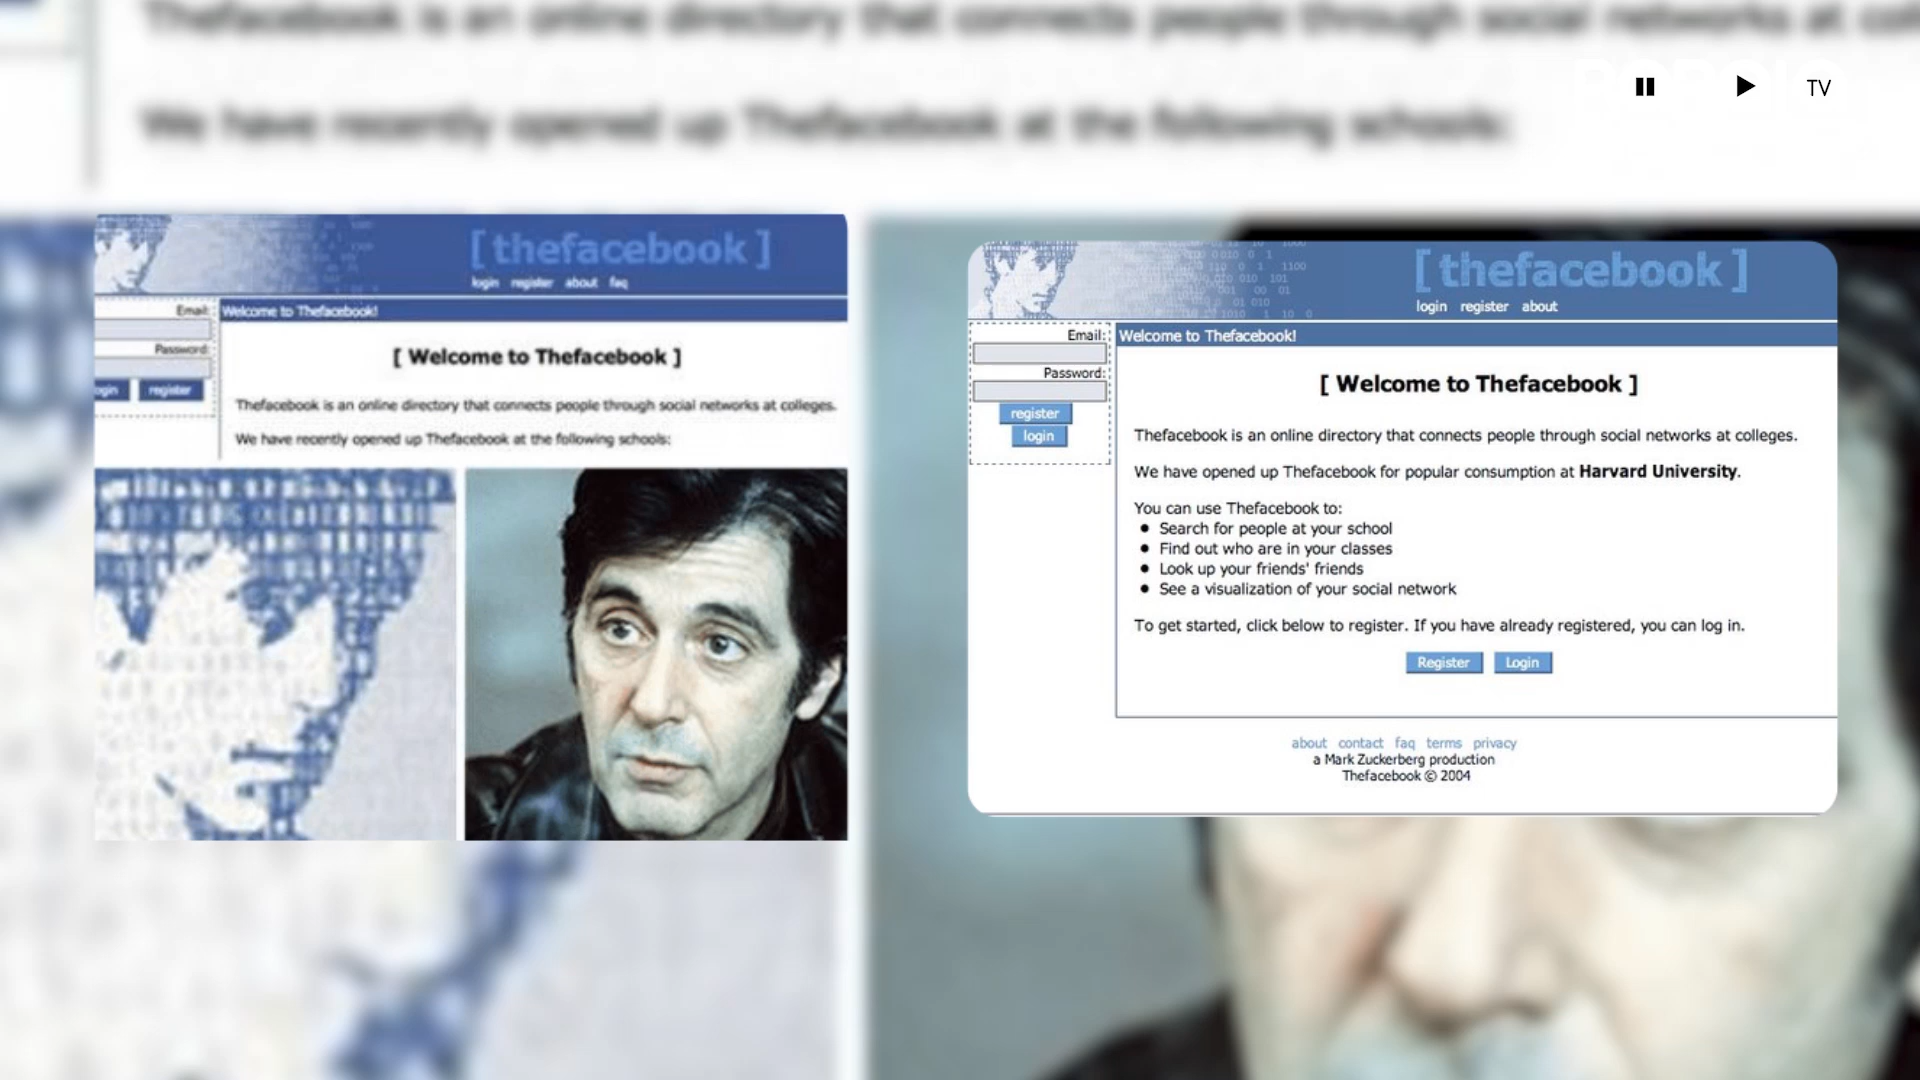 Thefacebook is an online directory that connects people through social networks at
We have recently opened up Thefacebook at the following schools:
TV
[ thefacebook ]
login register about faq
Email:
Welcome to Thefacebook!
Password:
register
[ Welcome to Thefacebook ]
Thefacebook is an online directory that connects people through social networks at colleges.
We have recently opened up Thefacebook at the following schools:
1000
1100
[ thefacebook ]
login register about
Email:
Password:
register
login
Welcome to Thefacebook!
[ Welcome to Thefacebook ]
Thefacebook is an online directory that connects people through social networks at colleges.
We have opened up Thefacebook for popular consumption at Harvard University.
You can use Thefacebook to:
• Search for people at your school
• Find out who are in your classes
• Look up your friends' friends
• See a visualization of your social network
To get started, click below to register. If you have already registered, you can log in.
Register Login
about contact faq terms privacy
a Mark Zuckerberg production
Thefacebook © 2004